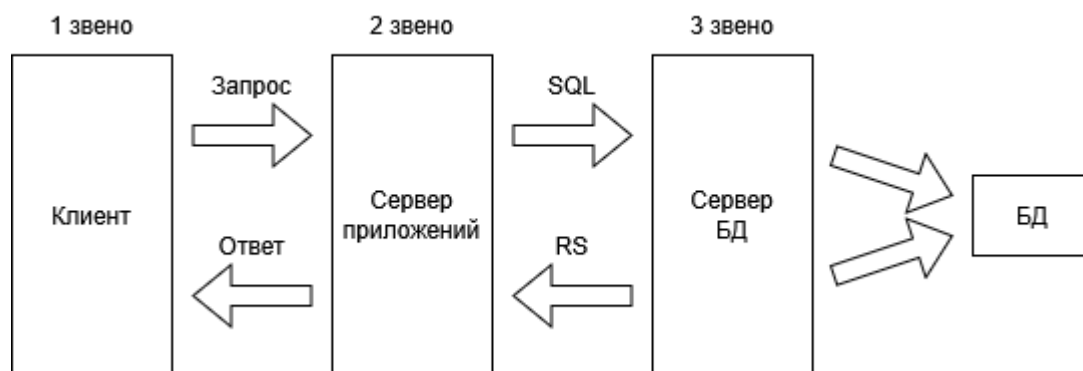 1 звено
2 звено
3 звено
Запрос
SQL
Клиент
Сервер
приложений
Сервер
БД
БД
Ответ
RS